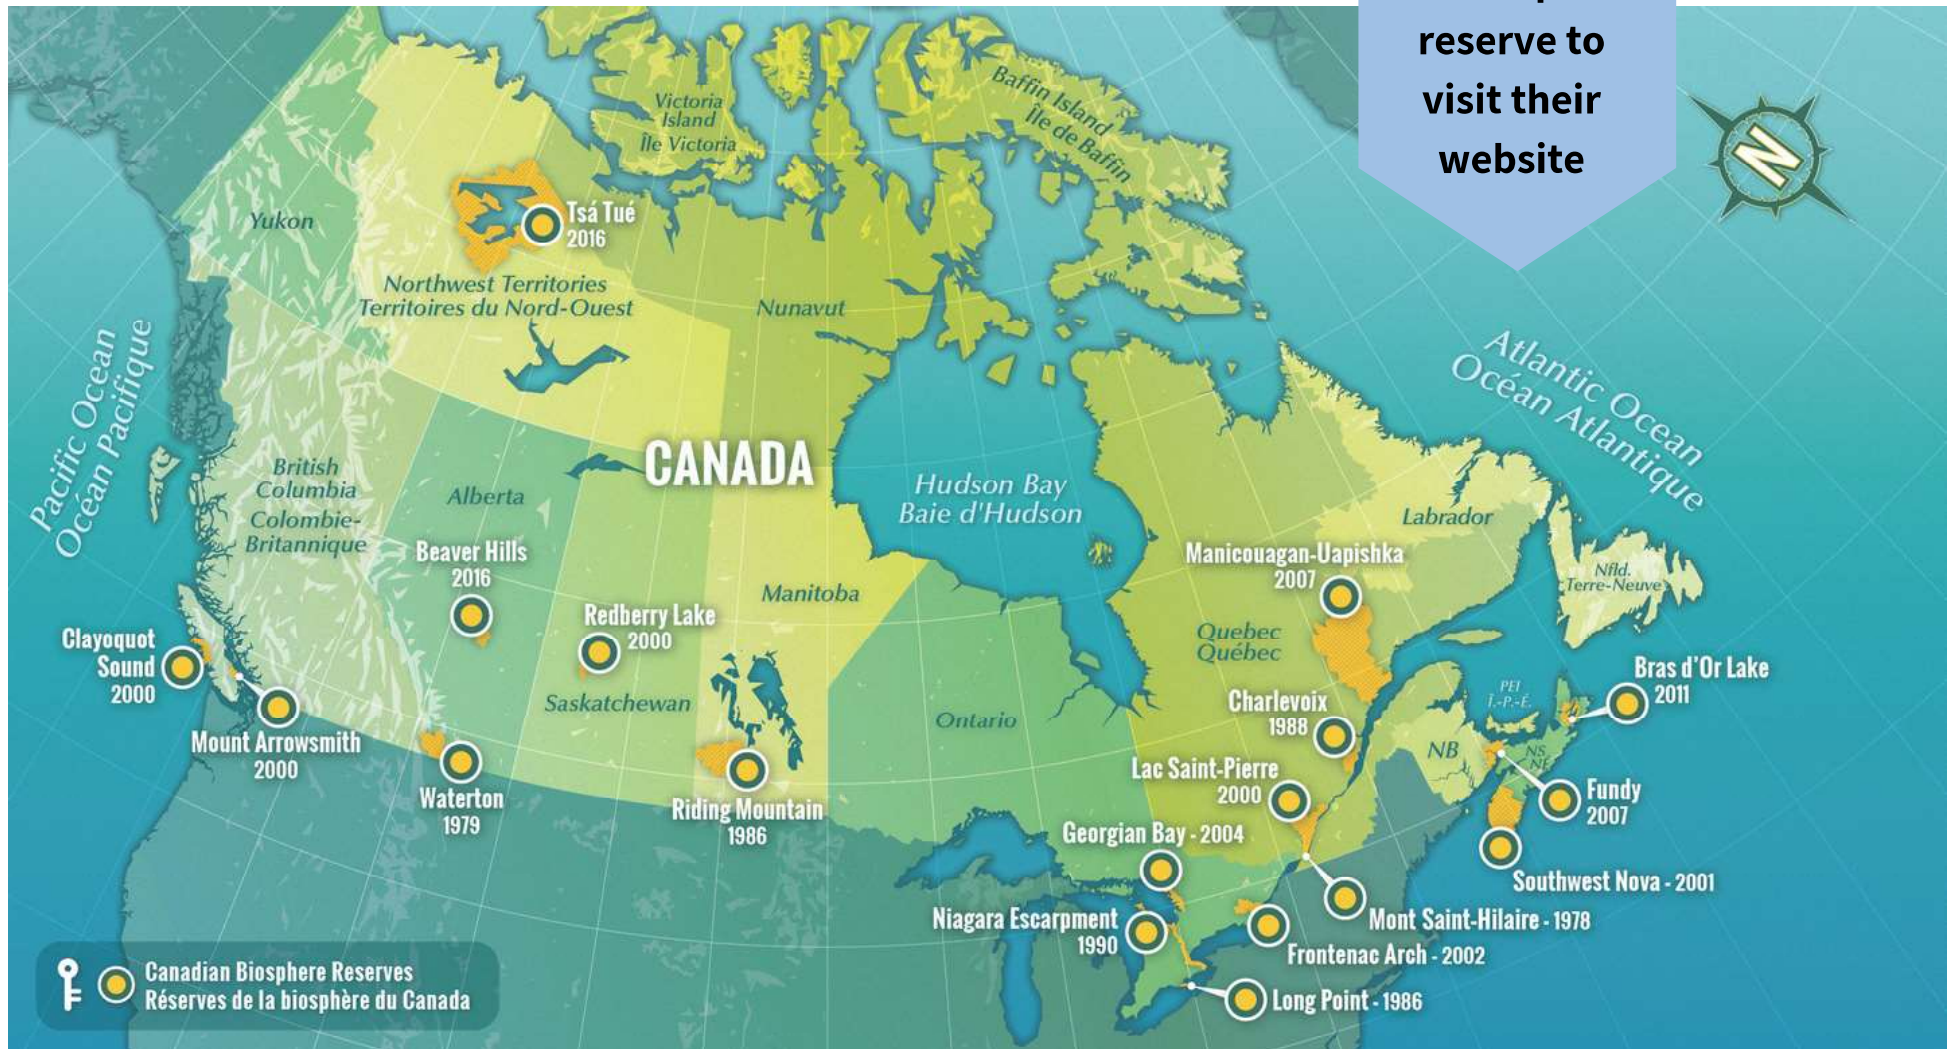 reserve to
visit their
website
N
Victoria
Island
Île Victoria
Baffin Island
Île de Baffin
Yukon
Tsá Tué
2016
Northwest Territories
Territoires du Nord-Ouest
Nunavut
Pacific Ocean
Océan Pacifique
Atlantic Ocean
Océan Atlantique
CANADA
British
Columbia
Colombie-
Britannique
Alberta
Hudson Bay
Baie d'Hudson
Labrador
Beaver Hills
2016
Manicouagan-Uapishka
2007
Nfld.
Terre-Neuve
Manitoba
Redberry Lake
2000
Clayoquot
Sound
2000
Quebec
Québec
Bras d'Or Lake
2011
PEI
Î.-P.-É.
Saskatchewan
Ontario
Charlevoix
1988
Mount Arrowsmith
2000
NB
NS
NÉ
Lac Saint-Pierre
2000
Waterton
1979
Riding Mountain
1986
Fundy
2007
Georgian Bay - 2004
Southwest Nova - 2001
Niagara Escarpment
1990
Mont Saint-Hilaire - 1978
Frontenac Arch - 2002
Long Point - 1986
Canadian Biosphere Reserves
Réserves de la biosphère du Canada